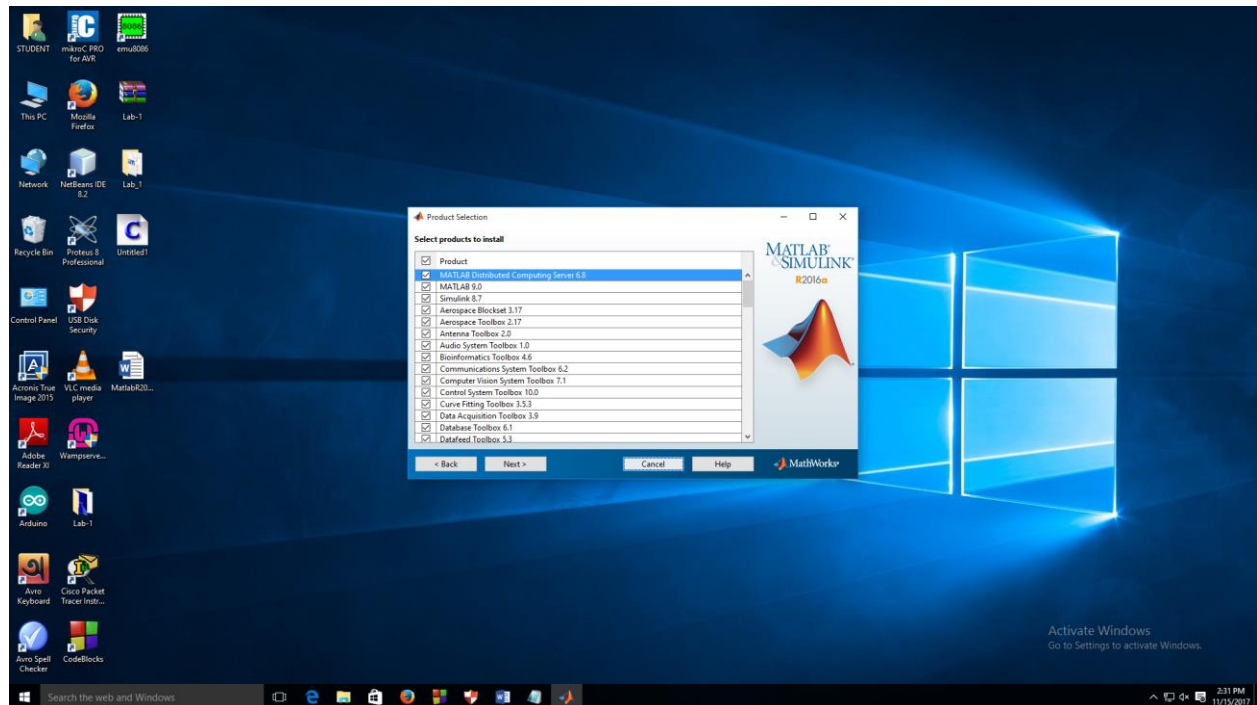 STUDENT
mikroC PRO
for AVR
emu8086
This PC
Mozilla
Firefox
Lab-1
Network
NetBeans IDE
8.2
Lab_1
Recycle Bin
Proteus 8
Professional
Untitled1
Control Panel
USB Disk
Security
Acronis True
Image 2015
VLC media
player
MatlabR20...
Adobe
Reader XI
Wampserve...
Arduino
Lab-1
Avro
Keyboard
Cisco Packet
Tracer Instr...
Avro Spell
Checker
CodeBlocks
Product Selection
Select products to install
Product
MATLAB Distributed Computing Server 6.8
MATLAB 9.0
Simulink 8.7
Aerospace Blockset 3.17
Aerospace Toolbox 2.17
Antenna Toolbox 2.0
Audio System Toolbox 1.0
Bioinformatics Toolbox 4.6
Communications System Toolbox 6.2
Computer Vision System Toolbox 7.1
Control System Toolbox 10.0
Curve Fitting Toolbox 3.5.3
Data Acquisition Toolbox 3.9
Database Toolbox 6.1
Datafeed Toolbox 5.3
MATLAB®
&SIMULINK®
R2016a
< Back
Next >
Cancel
Help
MathWorks®
Activate Windows
Go to Settings to activate Windows.
Search the web and Windows
2:31 PM
11/15/2017